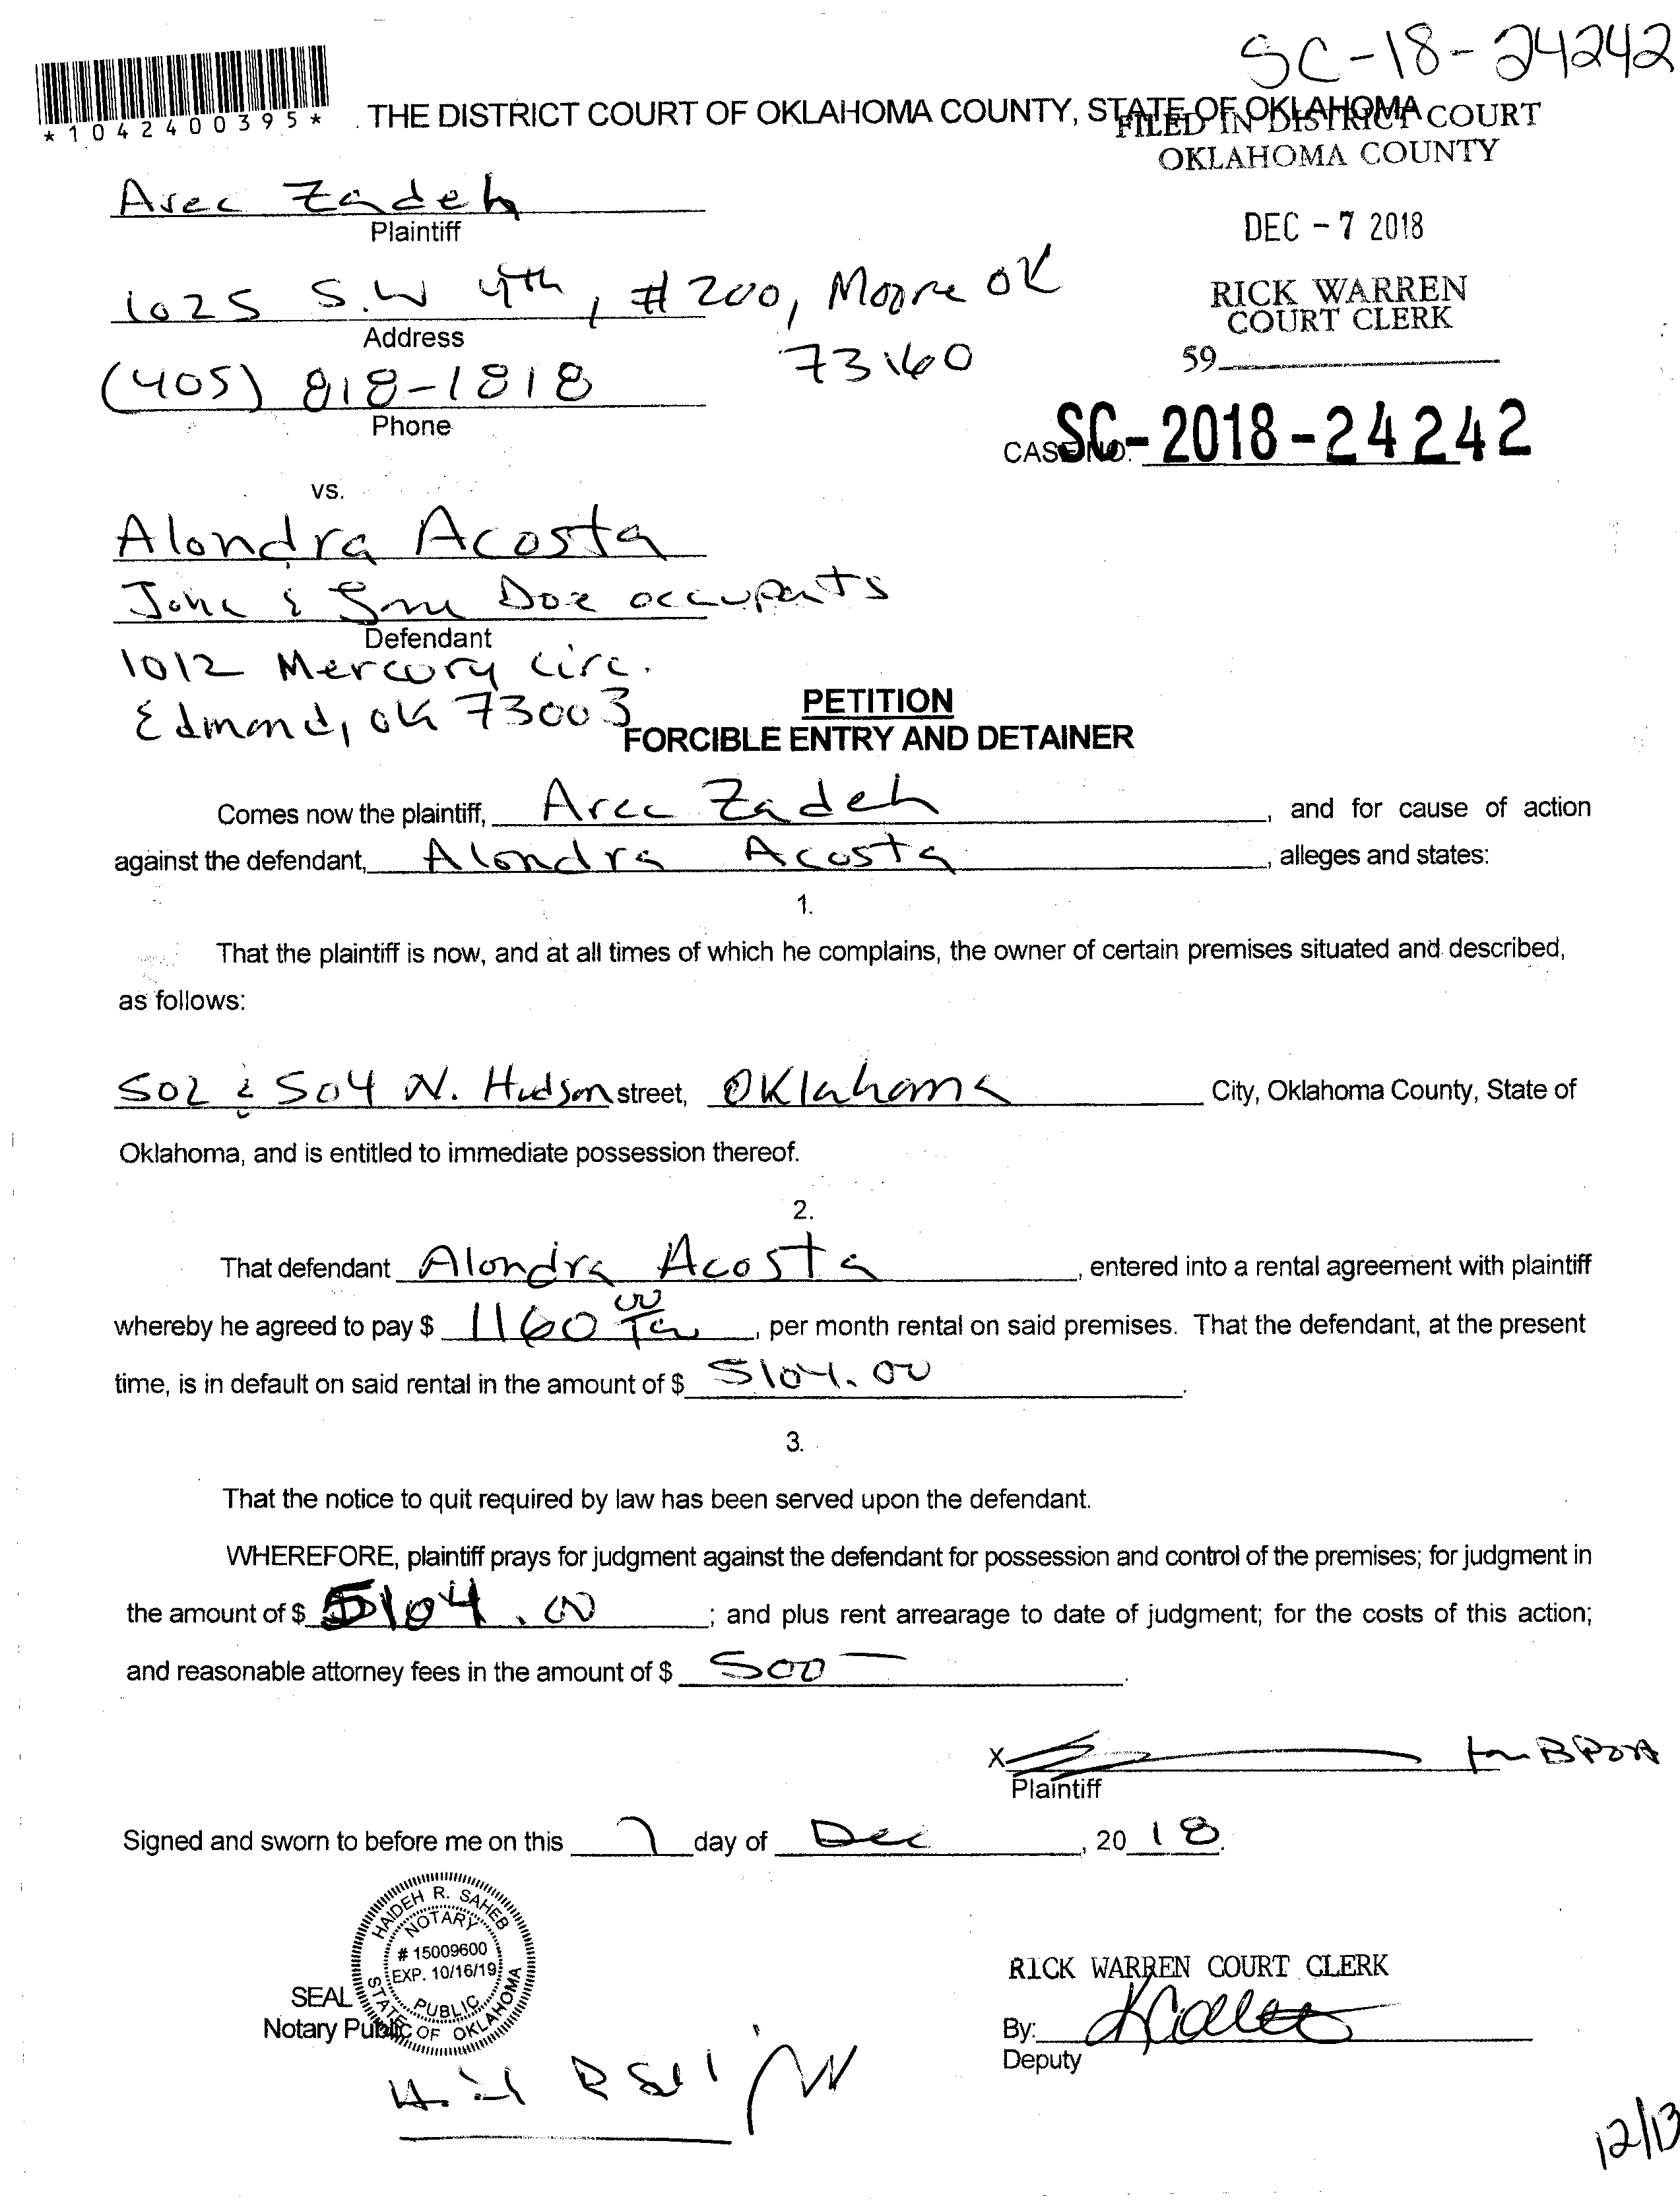 SC-18-24242
*1042400395*
THE DISTRICT COURT OF OKLAHOMA COUNTY, STATE OF OKLAHOMA
FILED IN DISTRICT COURT
OKLAHOMA COUNTY
DEC - 7 2018
RICK WARREN
COURT CLERK
59
Zadeh
Plaintiff
1025 S.W 4th, #200, Moore OK
73160
Address
(405) 818-1818
Phone
CASE NO. SC-2018-24242
vs.
Alondra Acosta
Doe occupants
Defendant
1012 Mercury Circ.
Edmond, OK 73003
PETITION
FORCIBLE ENTRY AND DETAINER
Comes now the plaintiff, Zadeh, and for cause of action
against the defendant, Alondra Acosta, alleges and states:
1.
That the plaintiff is now, and at all times of which he complains, the owner of certain premises situated and described,
as follows:
502 & 504 N. Hudson street, Oklahoma City, Oklahoma County, State of
Oklahoma, and is entitled to immediate possession thereof.
2.
That defendant Alondra Acosta, entered into a rental agreement with plaintiff
whereby he agreed to pay $ 1160 00, per month rental on said premises. That the defendant, at the present
time, is in default on said rental in the amount of $ 5104.00.
3.
That the notice to quit required by law has been served upon the defendant.
WHEREFORE, plaintiff prays for judgment against the defendant for possession and control of the premises; for judgment in
the amount of $ 5104.00; and plus rent arrearage to date of judgment; for the costs of this action;
and reasonable attorney fees in the amount of $ 500 —.
X
Plaintiff
Signed and sworn to before me on this 7 day of Dec, 20 18.
HAIDEH R. SAHEB
NOTARY
# 15009600
EXP. 10/16/19
PUBLIC
STATE OF OKLAHOMA
SEAL
Notary Public
RICK WARREN COURT CLERK
By:
Deputy
12/13